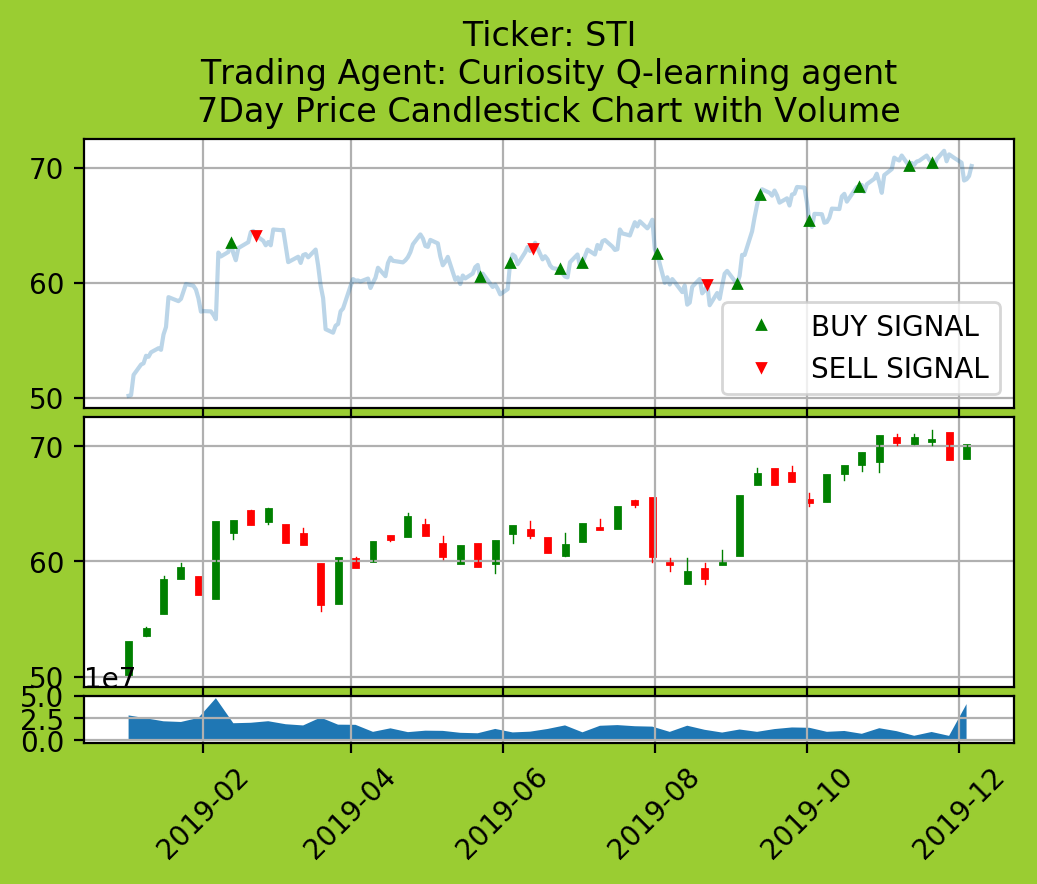 Ticker: STI
Trading Agent: Curiosity Q-learning agent
7Day Price Candlestick Chart with Volume
70
60
50
BUY SIGNAL
SELL SIGNAL
70
60
50
1e7
5.0
2.5
0.0
2019-02
2019-04
2019-06
2019-08
2019-10
2019-12